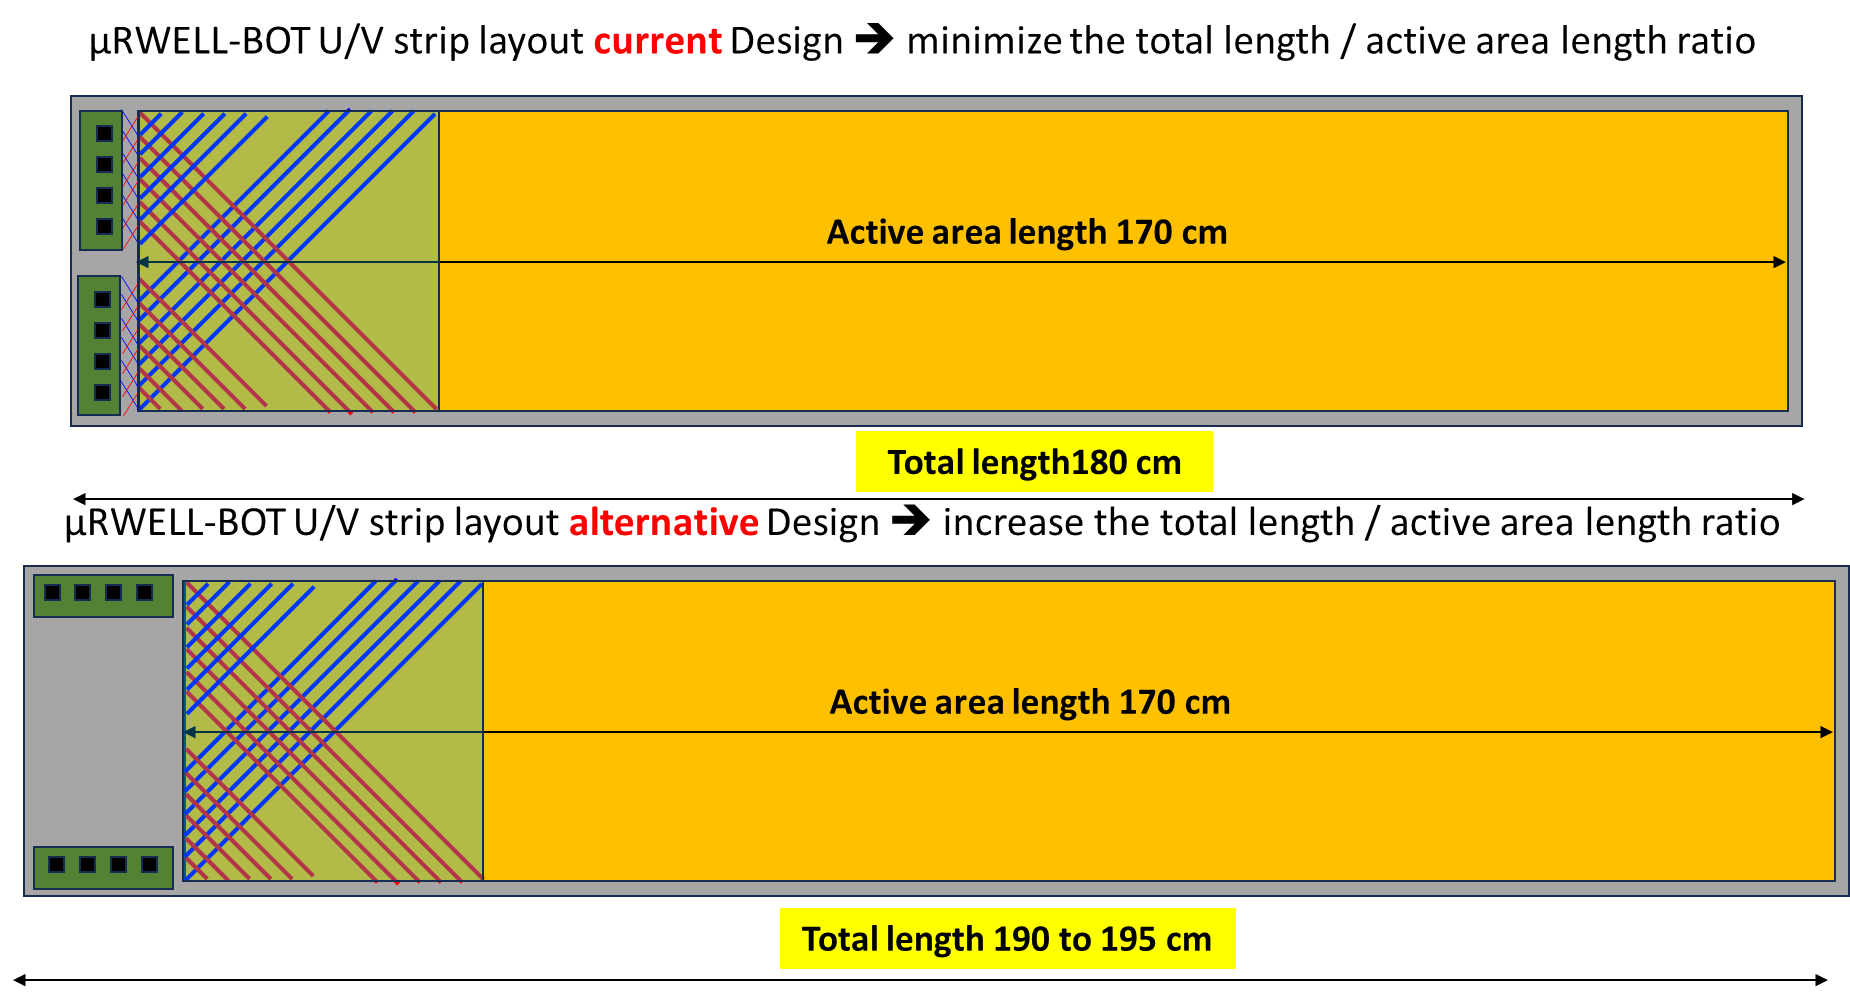 µRWELL-BOT U/V strip layout current Design ➔ minimize the total length / active area length ratio
Active area length 170 cm
Total length180 cm
µRWELL-BOT U/V strip layout alternative Design ➔ increase the total length / active area length ratio
Active area length 170 cm
Total length 190 to 195 cm